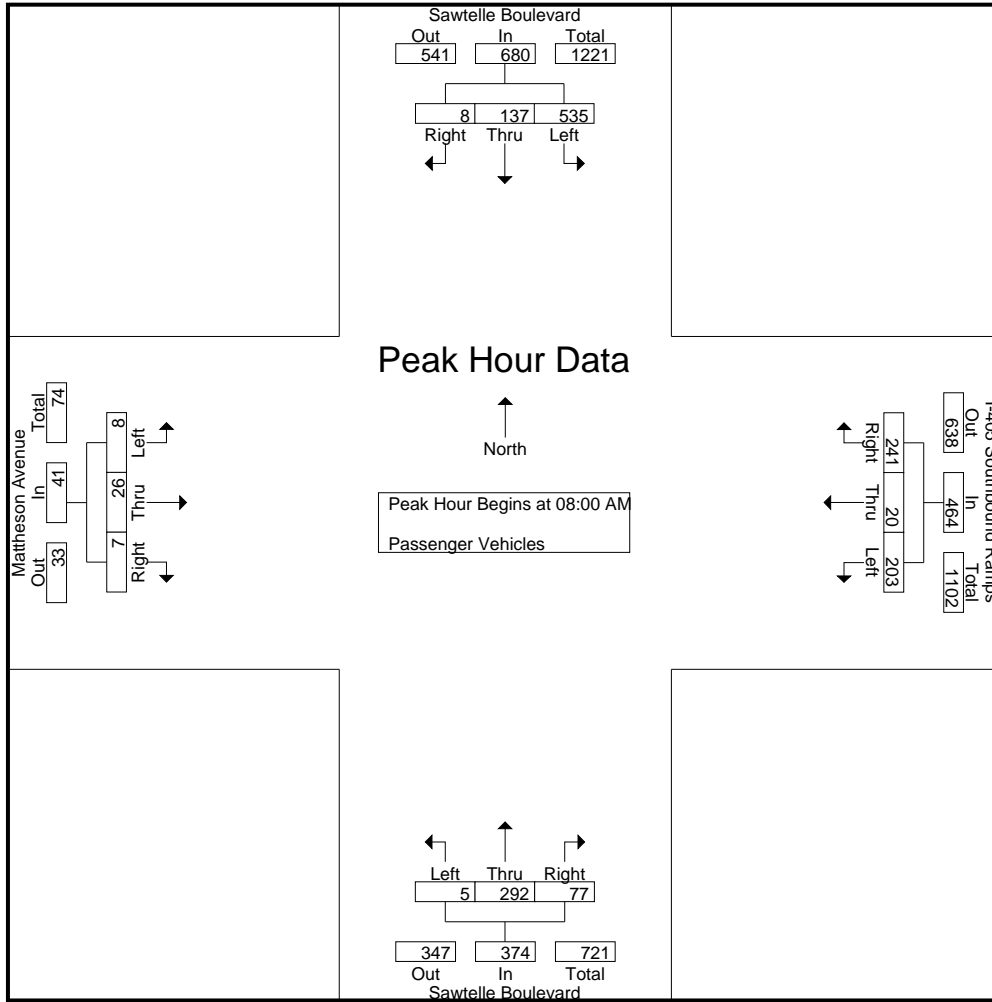 Sawtelle Boulevard
Out In Total
541 680 1221
8 137 535
Right Thru Left
Peak Hour Data
North
Peak Hour Begins at 08:00 AM
Passenger Vehicles
Mattheson Avenue
Out In Total
33 41 74
7 26 8
Right Thru Left
Southbound Ramps
Out In Total
638 464 1102
241 20 203
Right Thru Left
Left Thru Right
5 292 77
347 374 721
Out In Total
Sawtelle Boulevard